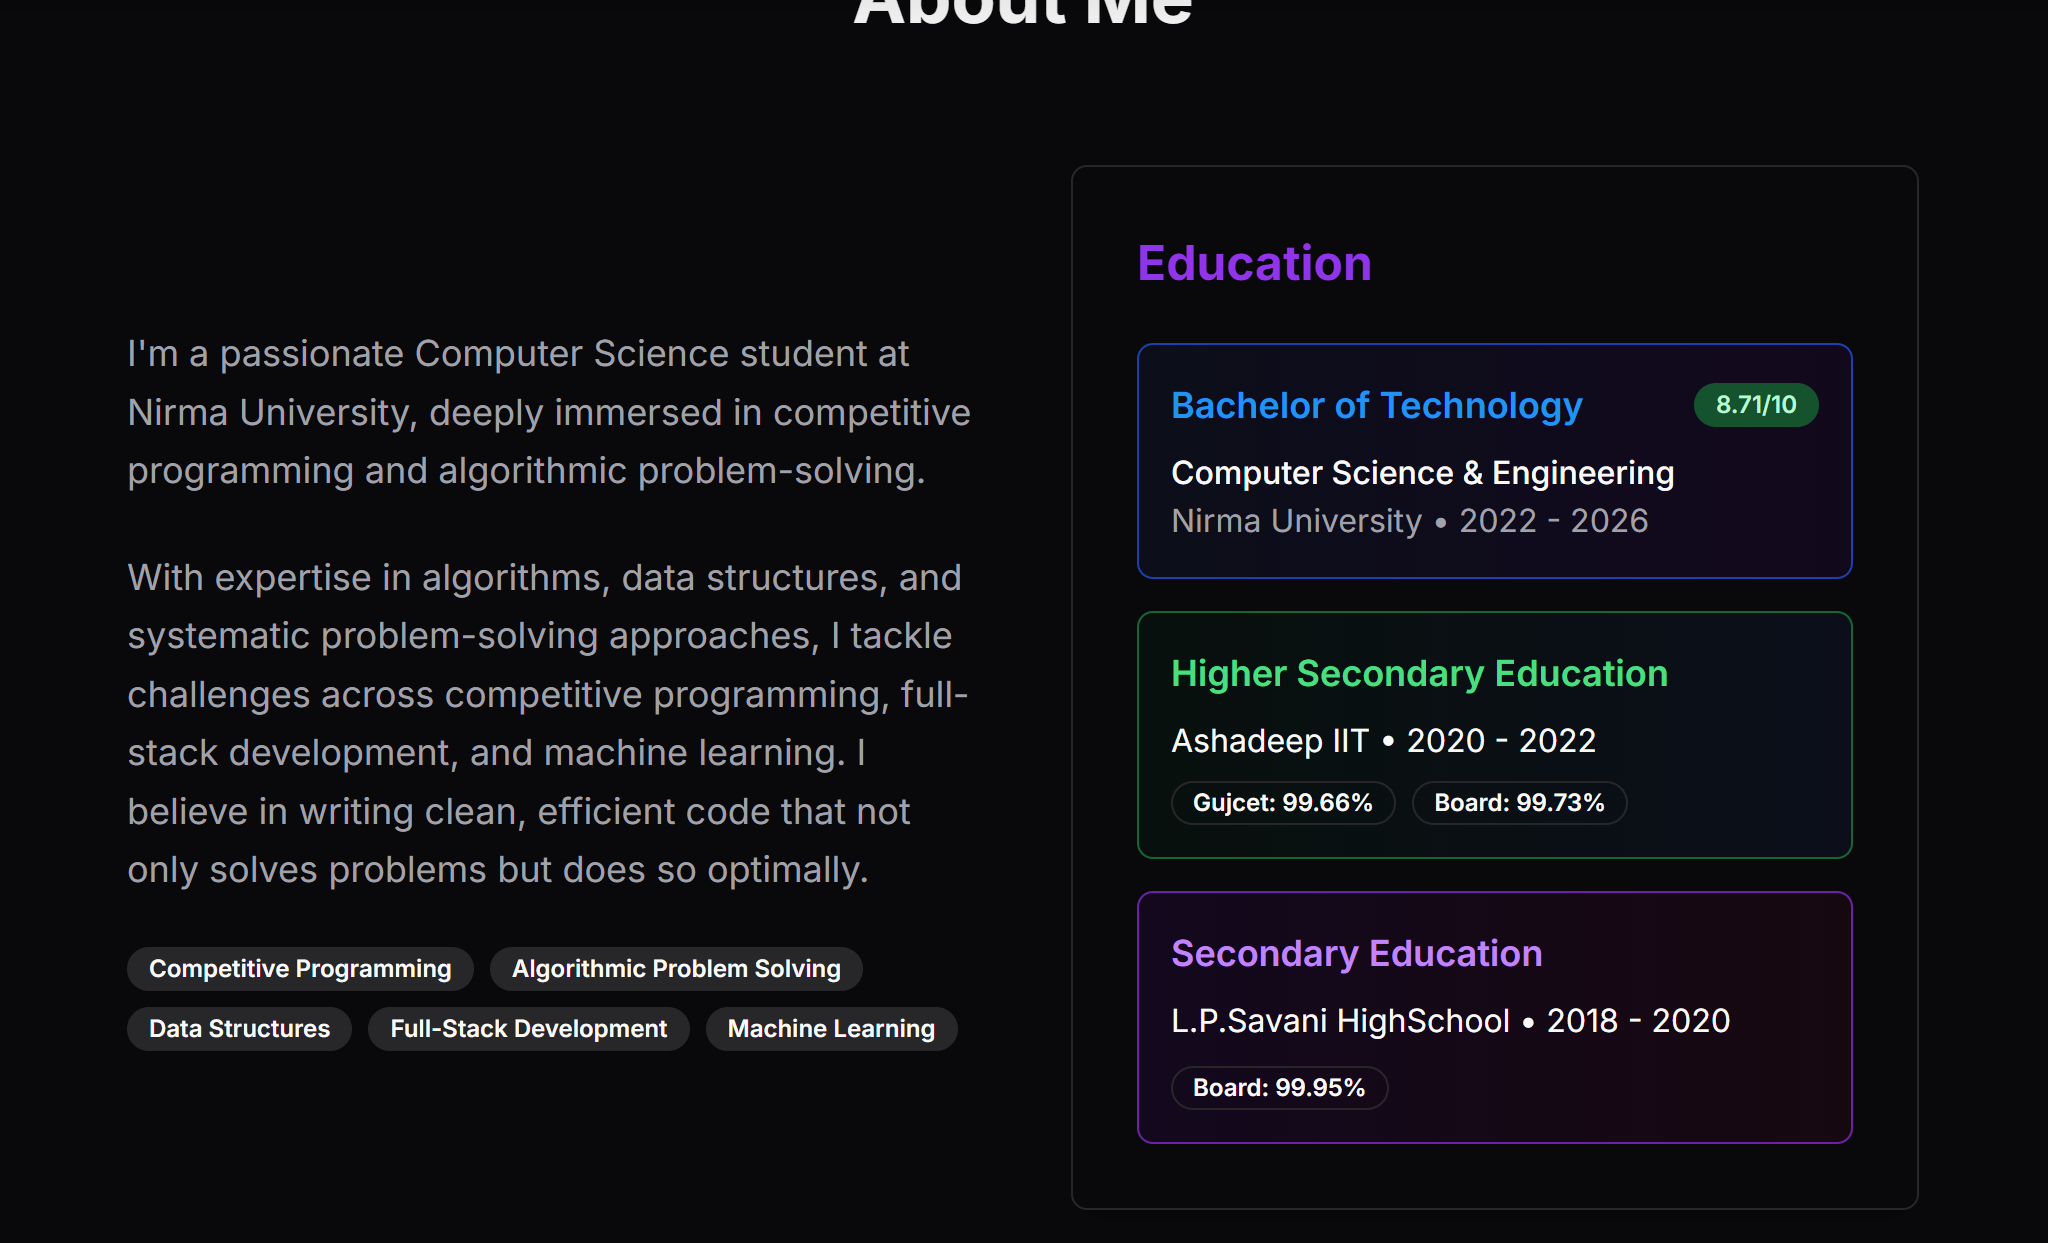 About Me
I'm a passionate Computer Science student at
Nirma University, deeply immersed in competitive
programming and algorithmic problem-solving.
With expertise in algorithms, data structures, and
systematic problem-solving approaches, I tackle
challenges across competitive programming, full-
stack development, and machine learning. I
believe in writing clean, efficient code that not
only solves problems but does so optimally.
Competitive Programming
Algorithmic Problem Solving
Data Structures
Full-Stack Development
Machine Learning
Education
Bachelor of Technology
8.71/10
Computer Science & Engineering
Nirma University • 2022 - 2026
Higher Secondary Education
Ashadeep IIT • 2020 - 2022
Gujcet: 99.66%
Board: 99.73%
Secondary Education
L.P.Savani HighSchool • 2018 - 2020
Board: 99.95%